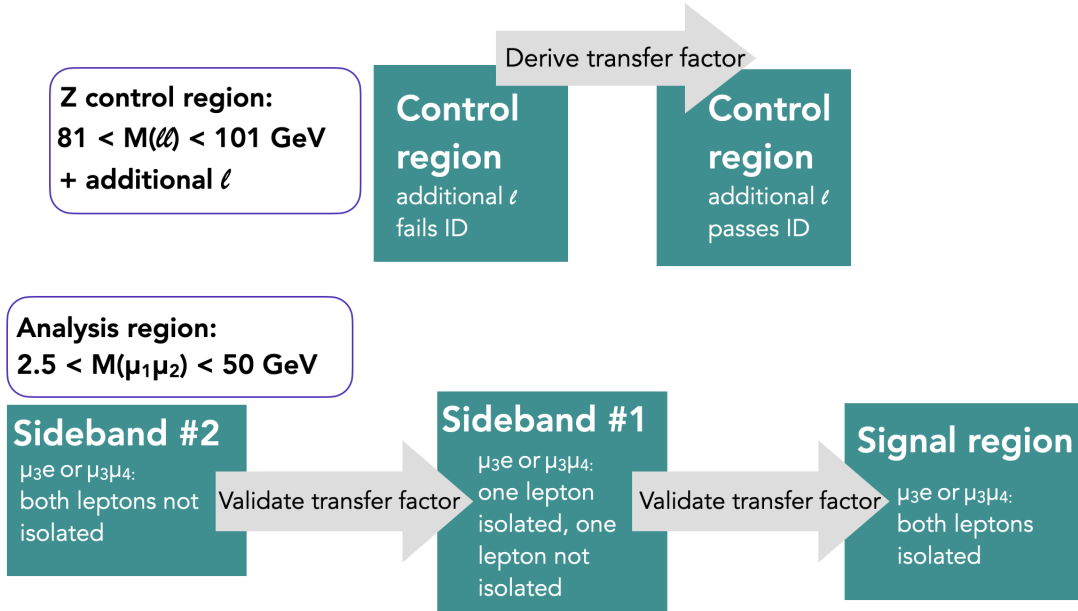 Derive transfer factor
Z control region:
81 < M(ℓℓ) < 101 GeV
+ additional ℓ
Control
region
additional ℓ
fails ID
Control
region
additional ℓ
passes ID
Analysis region:
2.5 < M(μ₁μ₂) < 50 GeV
Sideband #2
μ₃e or μ₃μ₄:
both leptons not
isolated
Validate transfer factor
Sideband #1
μ₃e or μ₃μ₄:
one lepton
isolated, one
lepton not
isolated
Validate transfer factor
Signal region
μ₃e or μ₃μ₄:
both leptons
isolated